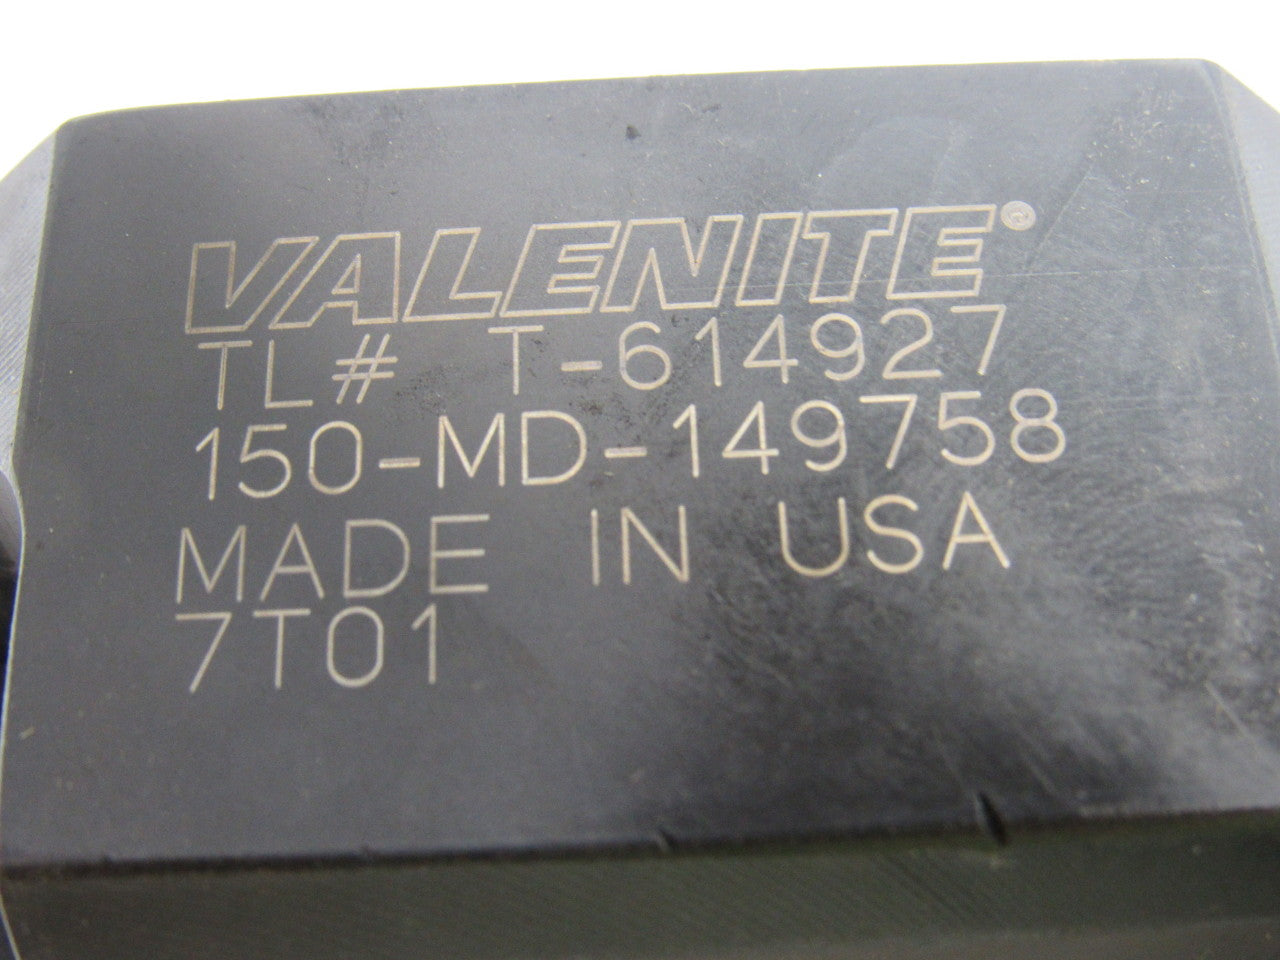 VALENITE®
TL# T-614927
150-MD-149758
MADE IN USA
7T01